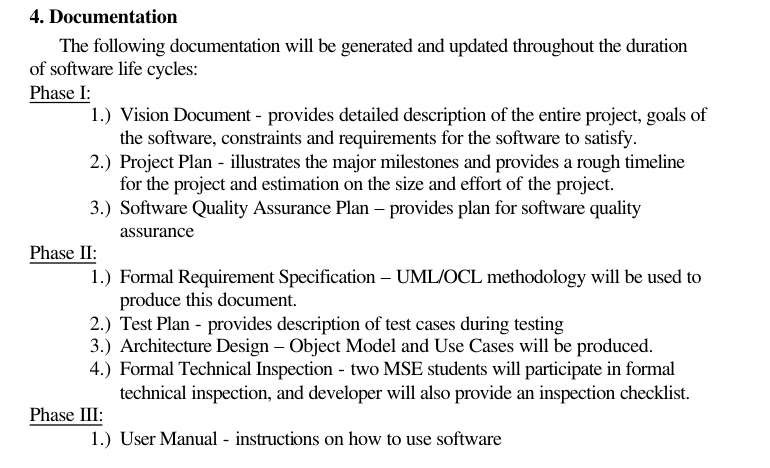 4. Documentation
The following documentation will be generated and updated throughout the duration
of software life cycles:
Phase I:
1.) Vision Document - provides detailed description of the entire project, goals of
the software, constraints and requirements for the software to satisfy.
2.) Project Plan - illustrates the major milestones and provides a rough timeline
for the project and estimation on the size and effort of the project.
3.) Software Quality Assurance Plan – provides plan for software quality
assurance
Phase II:
1.) Formal Requirement Specification – UML/OCL methodology will be used to
produce this document.
2.) Test Plan - provides description of test cases during testing
3.) Architecture Design – Object Model and Use Cases will be produced.
4.) Formal Technical Inspection - two MSE students will participate in formal
technical inspection, and developer will also provide an inspection checklist.
Phase III:
1.) User Manual - instructions on how to use software